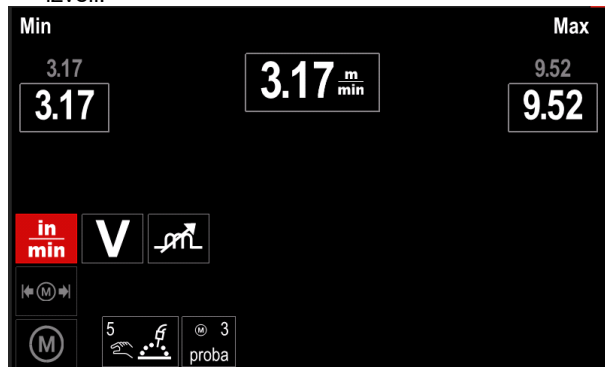 Min Max
3.17 3.17 m/min 9.52
3.17 9.52
in/min V
M
M 5 M 3
proba